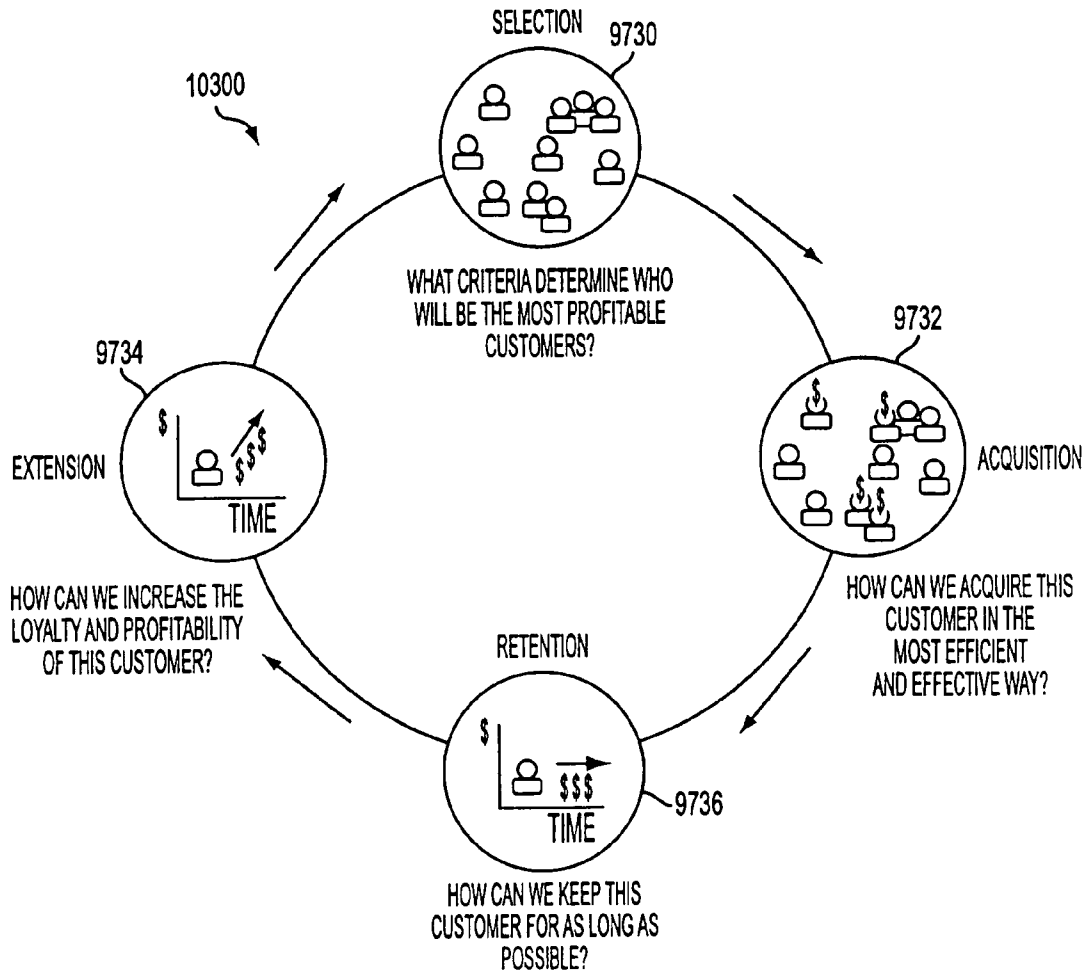 SELECTION
9730
10300
WHAT CRITERIA DETERMINE WHO
WILL BE THE MOST PROFITABLE
CUSTOMERS?
9732
$
$
$
$
ACQUISITION
HOW CAN WE ACQUIRE THIS
CUSTOMER IN THE
MOST EFFICIENT
AND EFFECTIVE WAY?
9734
EXTENSION
$
$$$
TIME
HOW CAN WE INCREASE THE
LOYALTY AND PROFITABILITY
OF THIS CUSTOMER?
RETENTION
$
$$$
TIME
9736
HOW CAN WE KEEP THIS
CUSTOMER FOR AS LONG AS
POSSIBLE?